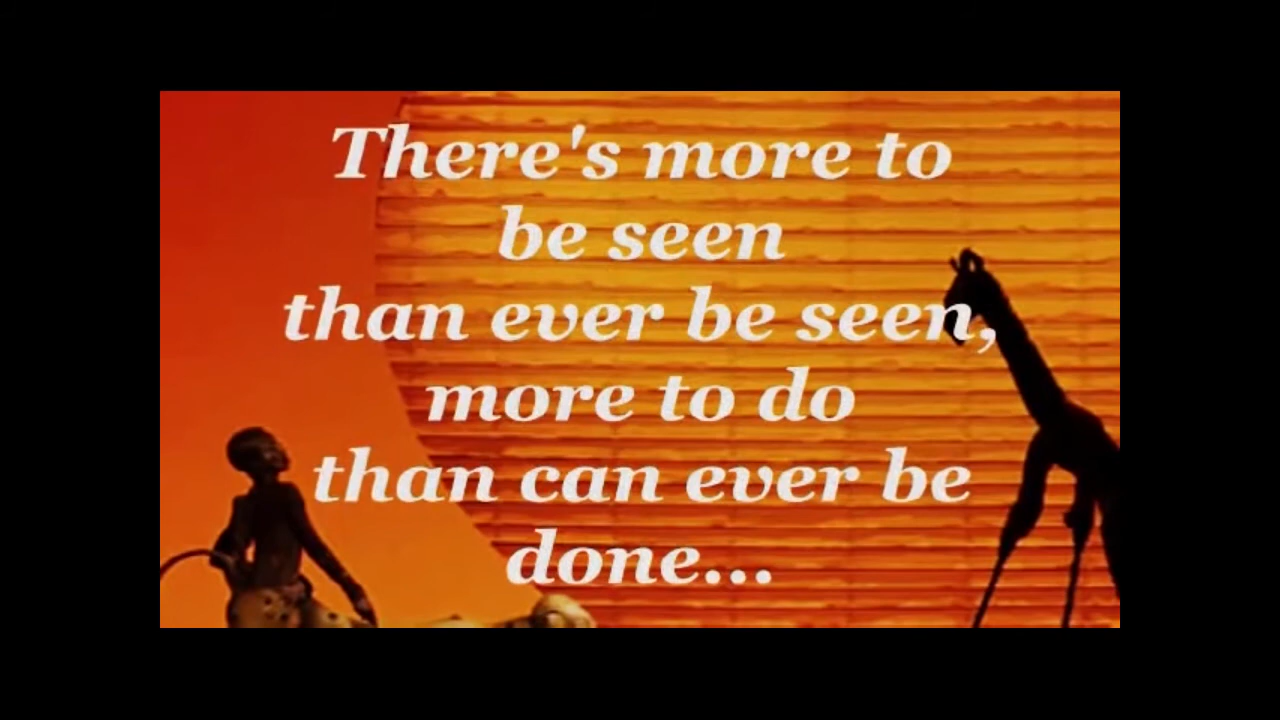 There's more to
be seen
than ever be seen,
more to do
than can ever be
done...